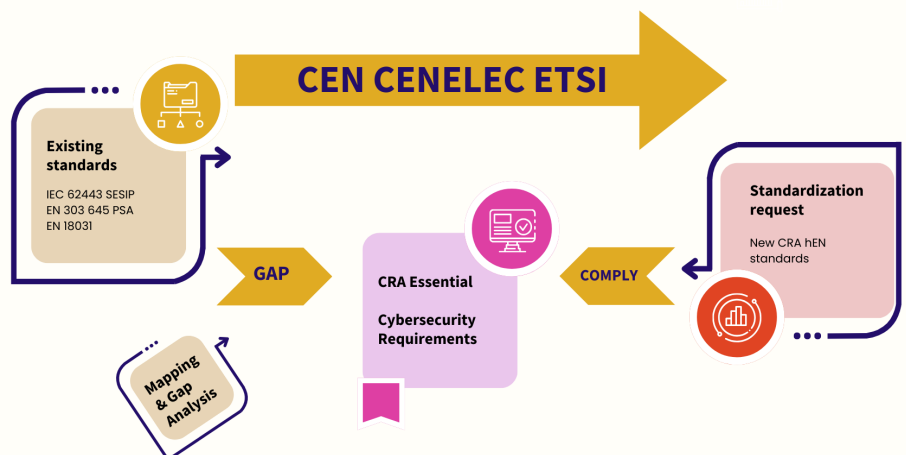 CEN CENELEC ETSI
Existing
standards
IEC 62443 SESIP
EN 303 645 PSA
EN 18031
GAP
Mapping
& Gap
Analysis
CRA Essential
Cybersecurity
Requirements
COMPLY
Standardization
request
New CRA hEN
standards